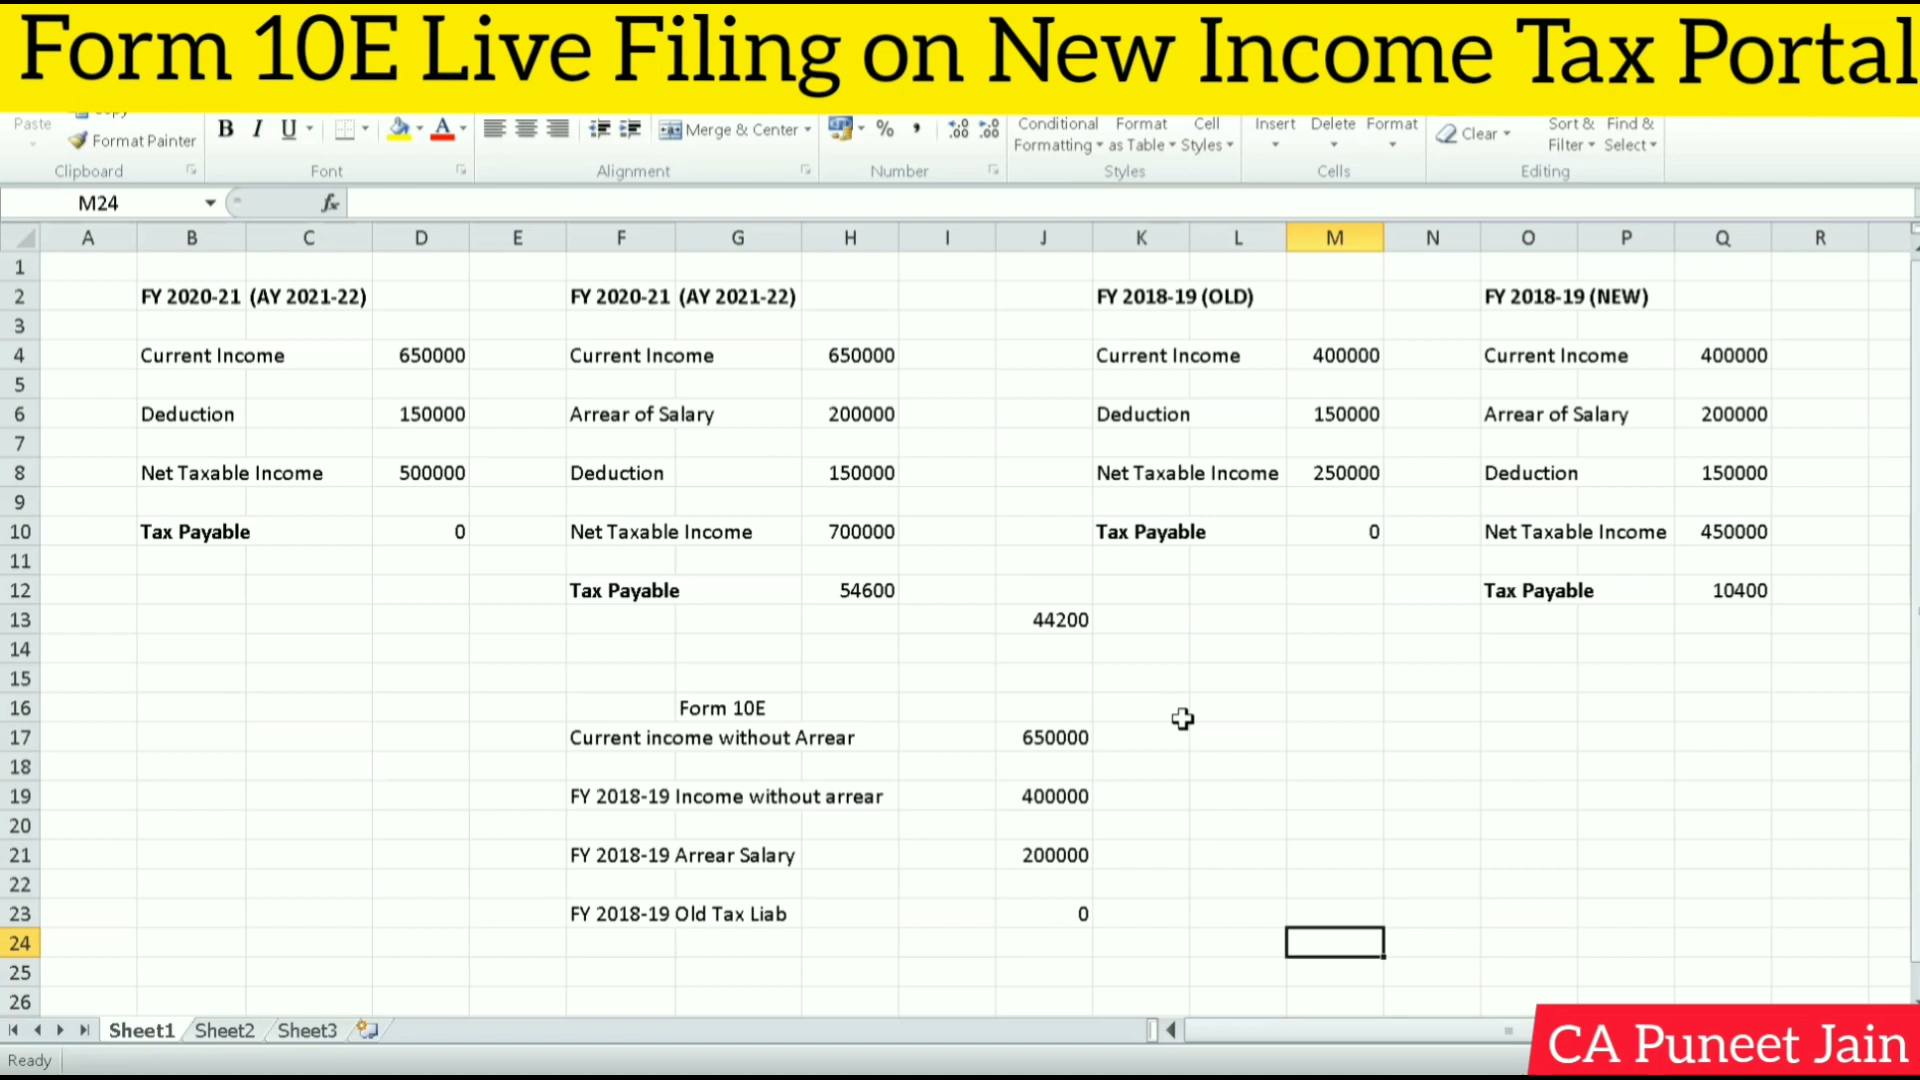 Form 10E Live Filing on New Income Tax Portal
Paste Copy
Format Painter B I U A Merge & Center % , Conditional Formatting Format as Table Cell Styles Insert Delete Format Clear Sort & Filter Find & Select
Clipboard Font Alignment Number Styles Cells Editing
M24 fx
A B C D E F G H I J K L M N O P Q R
1
2 FY 2020-21 (AY 2021-22) FY 2020-21 (AY 2021-22) FY 2018-19 (OLD) FY 2018-19 (NEW)
3
4 Current Income 650000 Current Income 650000 Current Income 400000 Current Income 400000
5
6 Deduction 150000 Arrear of Salary 200000 Deduction 150000 Arrear of Salary 200000
7
8 Net Taxable Income 500000 Deduction 150000 Net Taxable Income 250000 Deduction 150000
9
10 Tax Payable 0 Net Taxable Income 700000 Tax Payable 0 Net Taxable Income 450000
11
12 Tax Payable 54600 Tax Payable 10400
13 44200
14
15
16 Form 10E
17 Current income without Arrear 650000
18
19 FY 2018-19 Income without arrear 400000
20
21 FY 2018-19 Arrear Salary 200000
22
23 FY 2018-19 Old Tax Liab 0
24
25
26
Sheet1 Sheet2 Sheet3
Ready
CA Puneet Jain